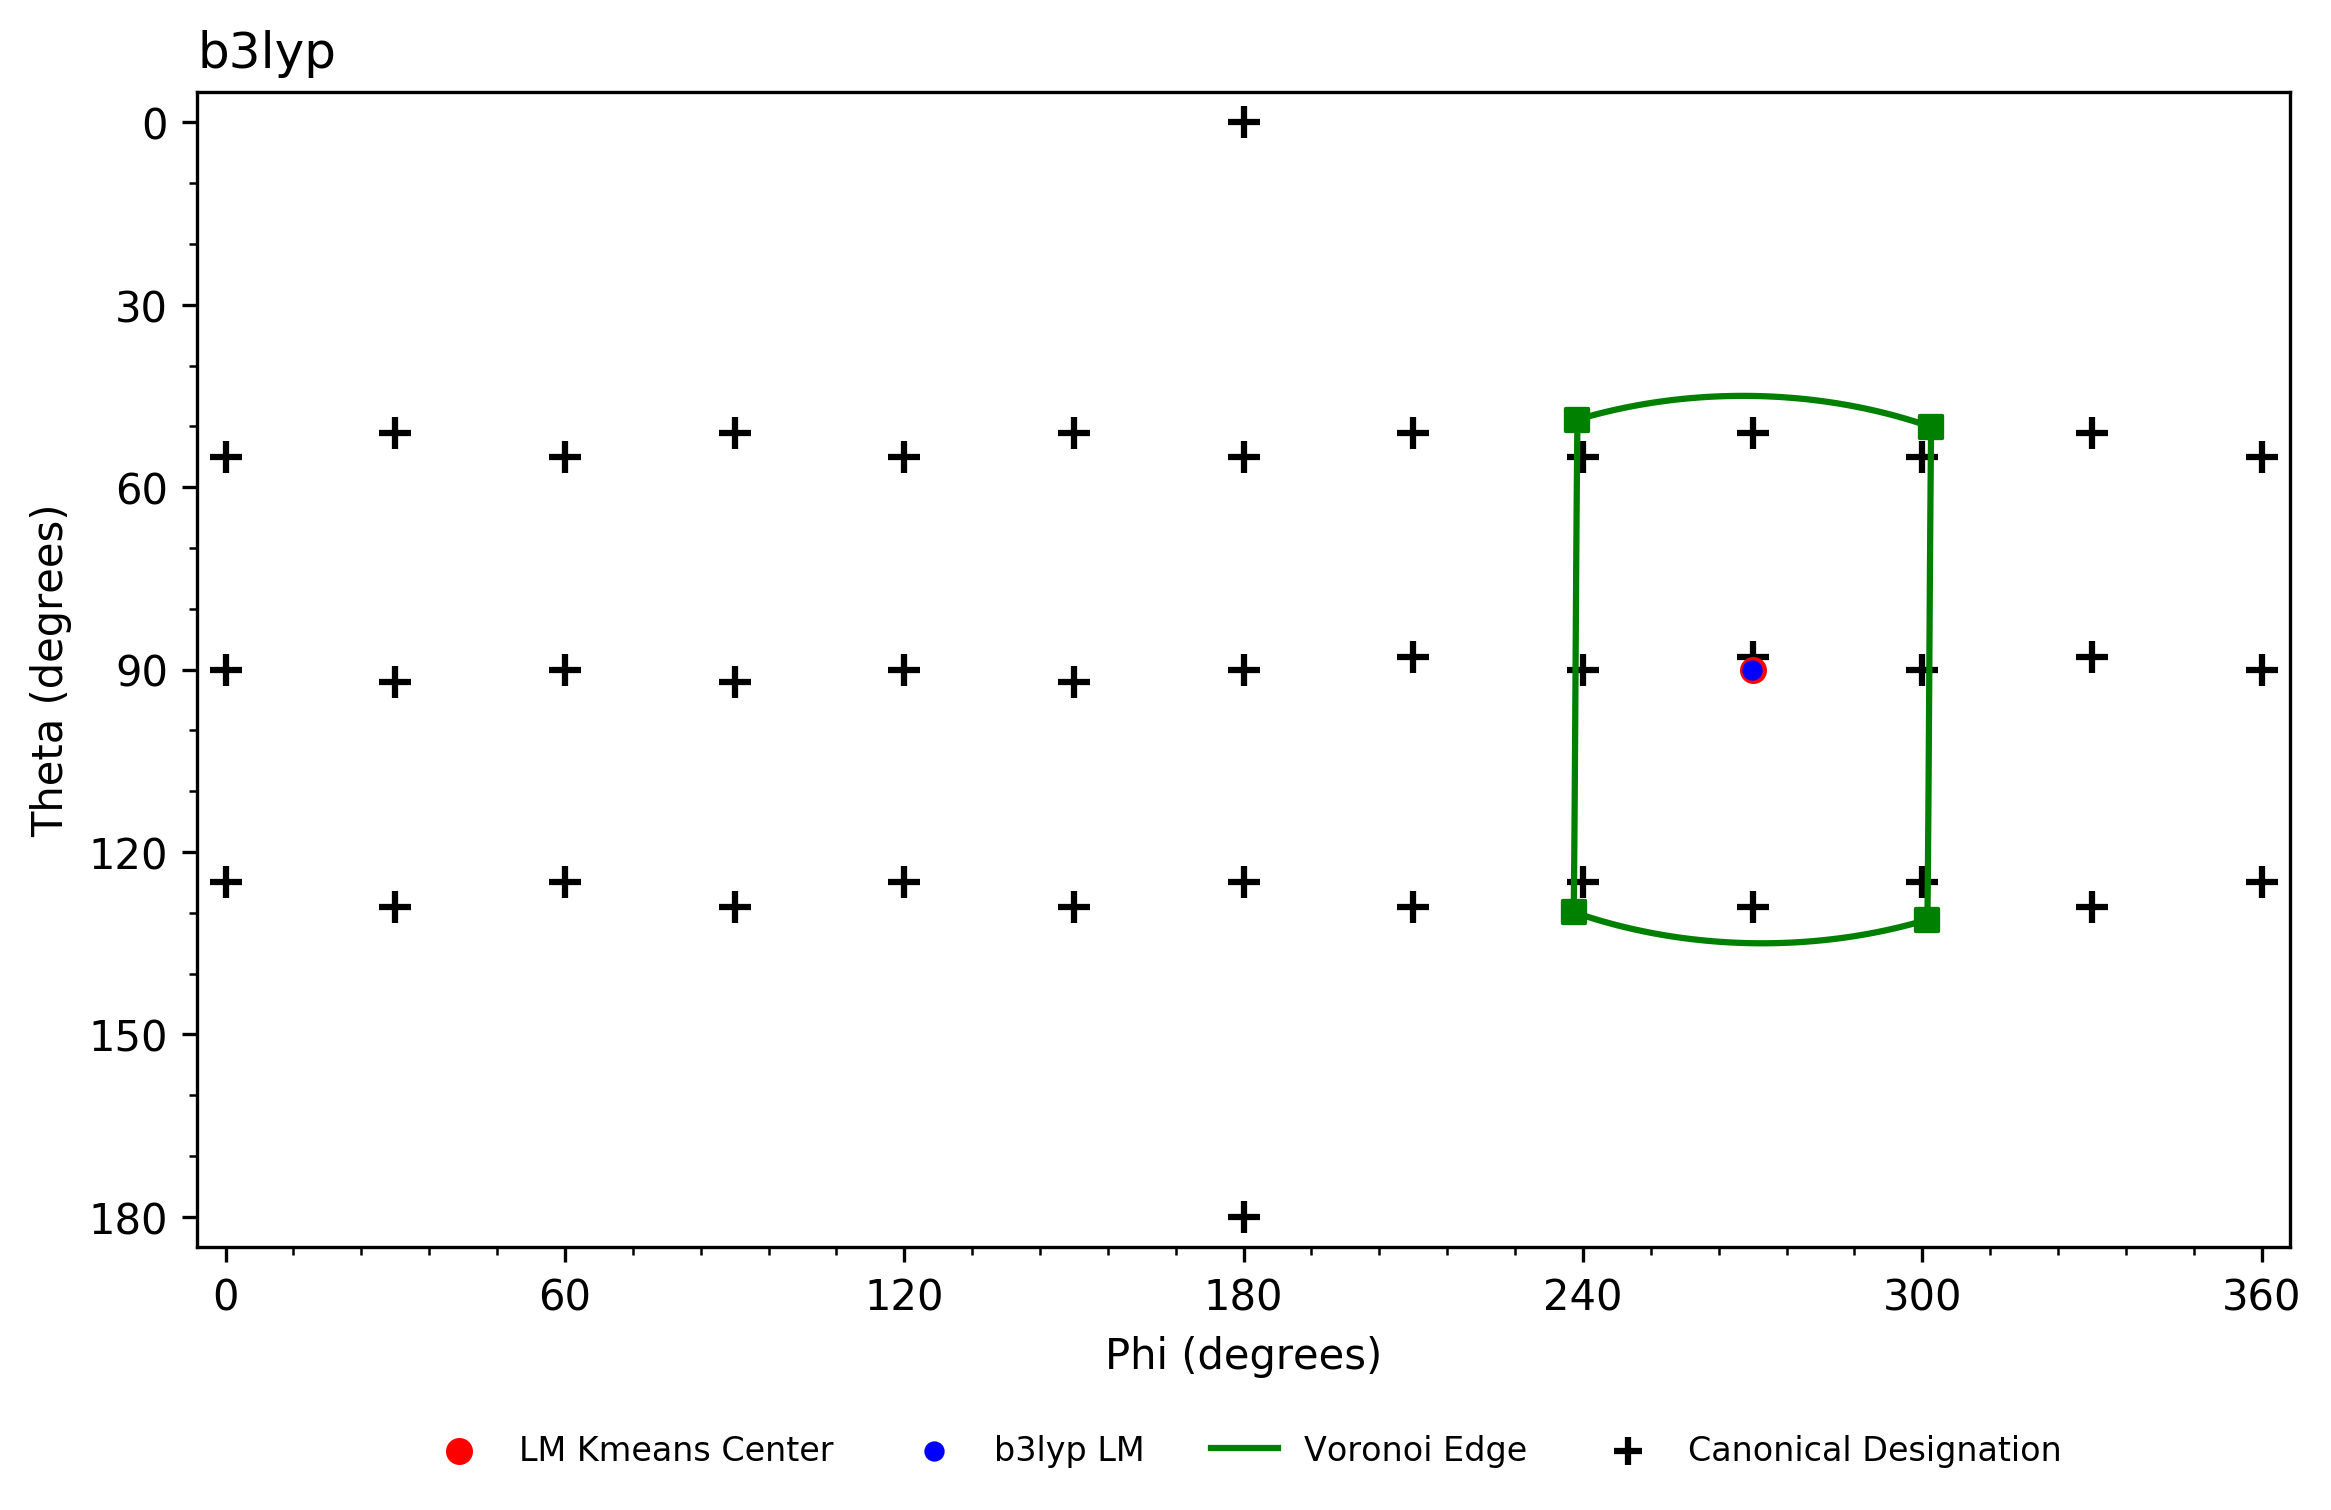 b3lyp
0
30
60
90
120
150
180
Theta (degrees)
0 60 120 180 240 300 360
Phi (degrees)
LM Kmeans Center b3lyp LM Voronoi Edge Canonical Designation